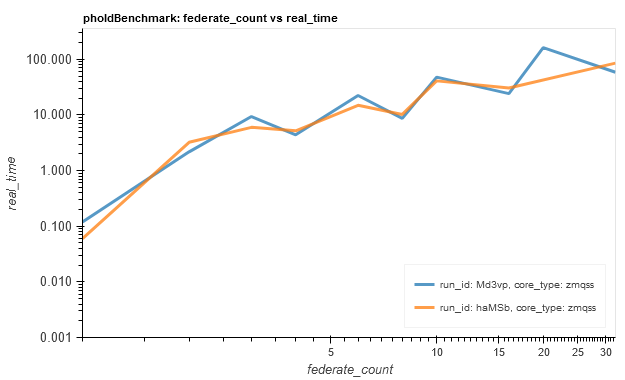 pholdBenchmark: federate_count vs real_time
100.000
10.000
1.000
0.100
0.010
0.001
real_time
run_id: Md3vp, core_type: zmqss
run_id: haMSb, core_type: zmqss
5 10 15 20 25 30
federate_count